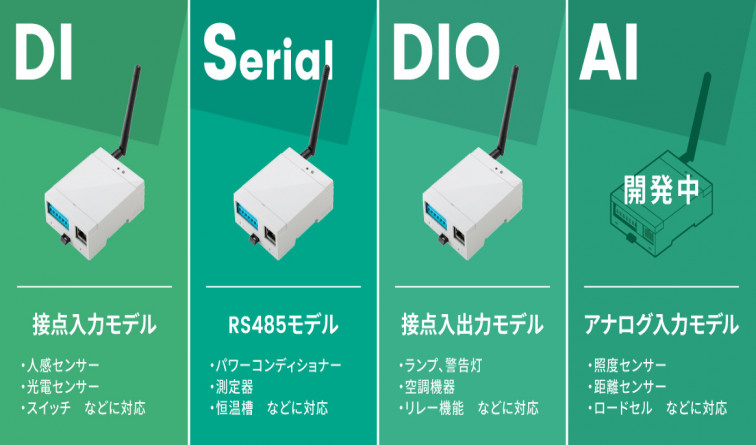 DI
接点入力モデル
・人感センサー
・光電センサー
・スイッチ　などに対応
Serial
RS485モデル
・パワーコンディショナー
・測定器
・恒温槽　などに対応
DIO
接点入出力モデル
・ランプ、警告灯
・空調機器
・リレー機能　などに対応
AI
開発中
アナログ入力モデル
・照度センサー
・距離センサー
・ロードセル　などに対応